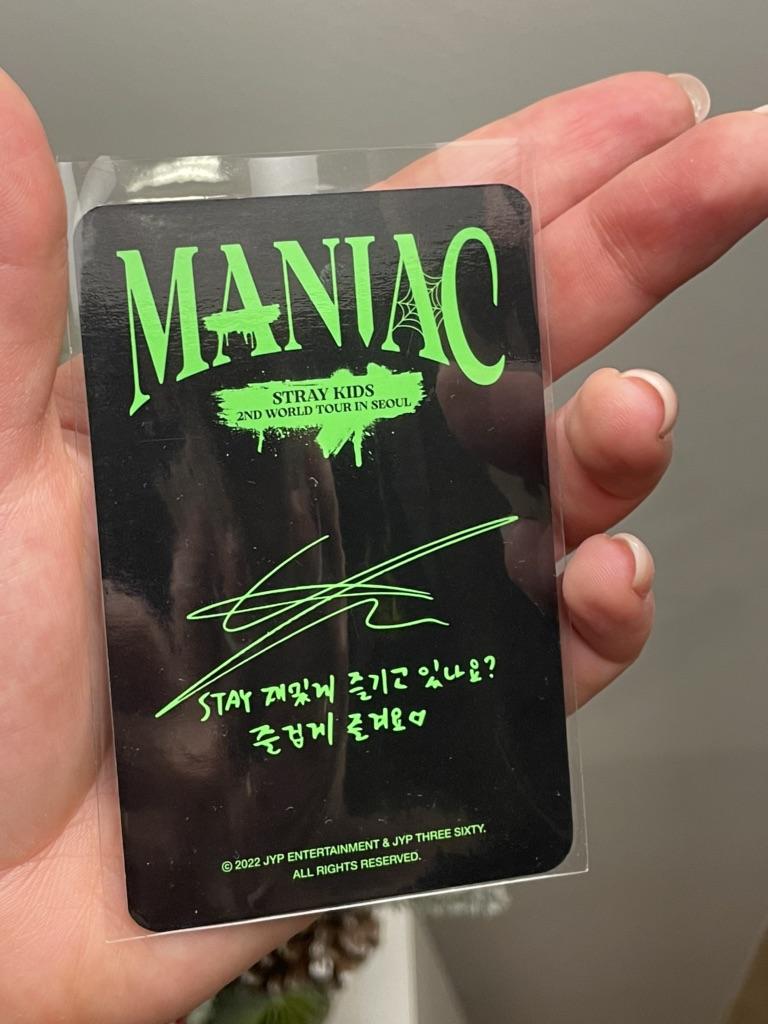 MANIAC
STRAY KIDS
2ND WORLD TOUR IN SEOUL
STAY 재밌게 즐기고 있나요?
즐겁게 즐겨요♡
© 2022 JYP ENTERTAINMENT & JYP THREE SIXTY.
ALL RIGHTS RESERVED.